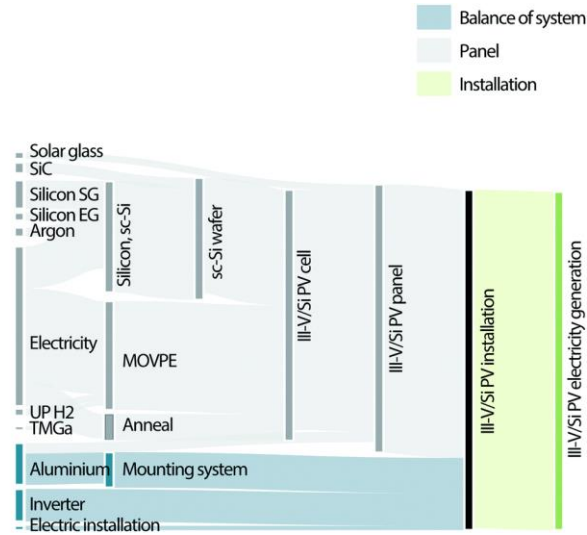 Balance of system
Panel
Installation
Solar glass
SiC
Silicon SG
Silicon EG
Argon
Electricity
UP H2
TMGa
Aluminium
Inverter
Electric installation
Silicon, sc-Si
MOVPE
Anneal
Mounting system
sc-Si wafer
III-V/Si PV cell
III-V/Si PV panel
III-V/Si PV installation
III-V/Si PV electricity generation